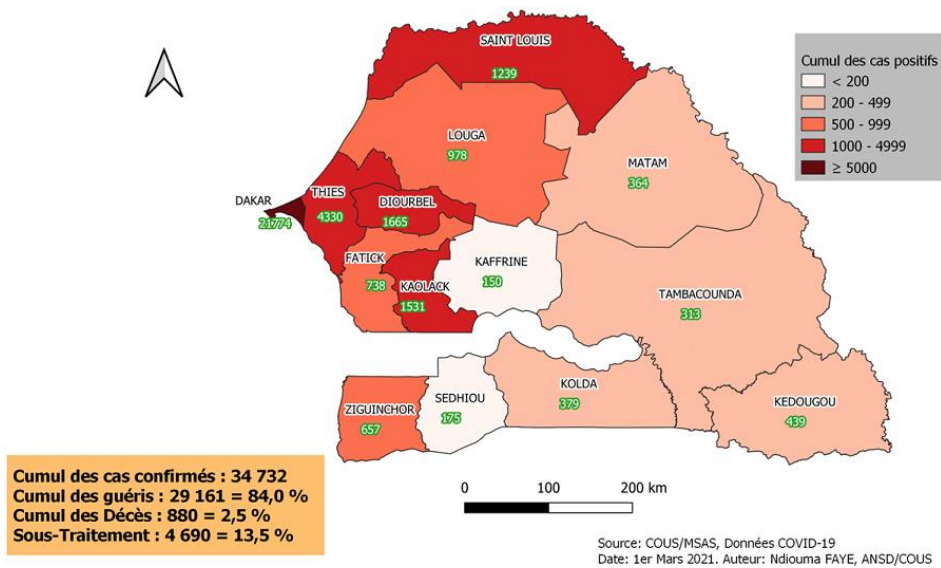 SAINT LOUIS
1239
Cumul des cas positifs
< 200
200 - 499
500 - 999
1000 - 4999
≥ 5000
LOUGA
978
MATAM
364
DAKAR
21774
THIES
4330
DIOURBEL
1665
FATICK
738
KAOLACK
1531
KAFFRINE
150
TAMBACOUNDA
313
ZIGUINCHOR
657
SEDHIOU
175
KOLDA
379
KEDOUGOU
439
Cumul des cas confirmés : 34 732
Cumul des guéris : 29 161 = 84,0 %
Cumul des Décès : 880 = 2,5 %
Sous-Traitement : 4 690 = 13,5 %
0 100 200 km
Source: COUS/MSAS, Données COVID-19
Date: 1er Mars 2021. Auteur: Ndiouma FAYE, ANSD/COUS